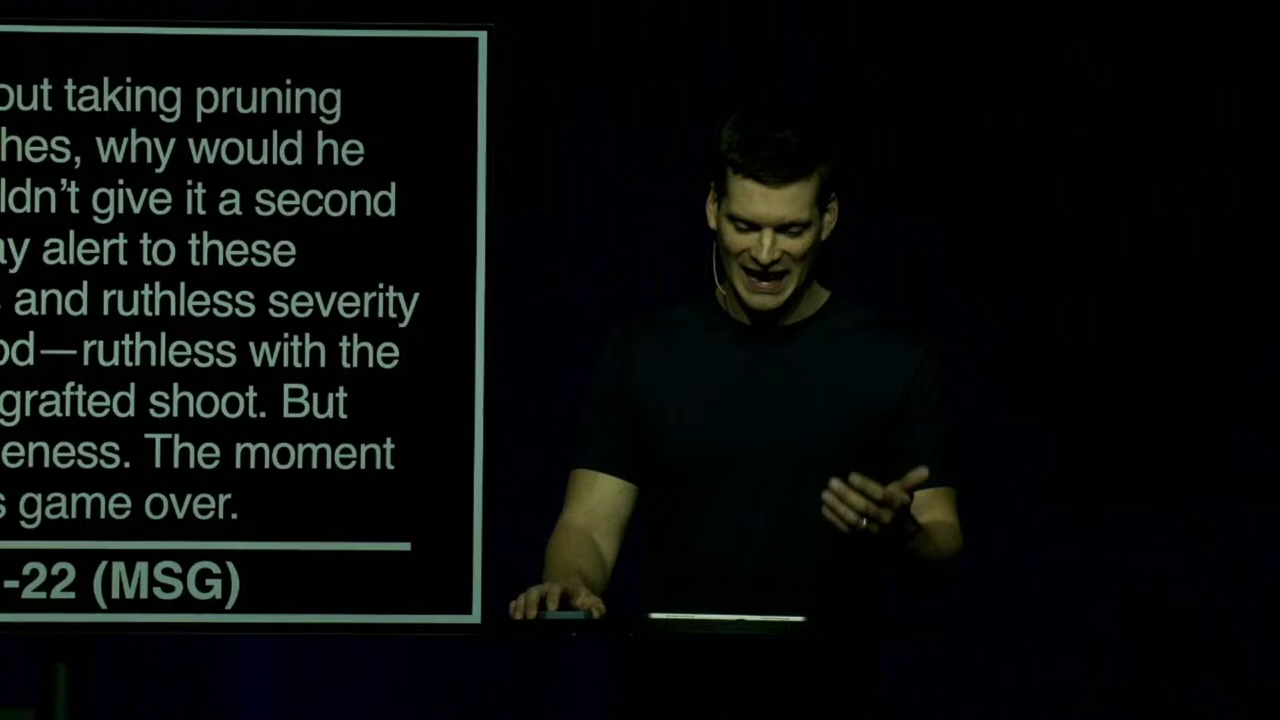 out taking pruning
hes, why would he
ldn't give it a second
ay alert to these
and ruthless severity
od—ruthless with the
grafted shoot. But
eness. The moment
s game over.
-22 (MSG)